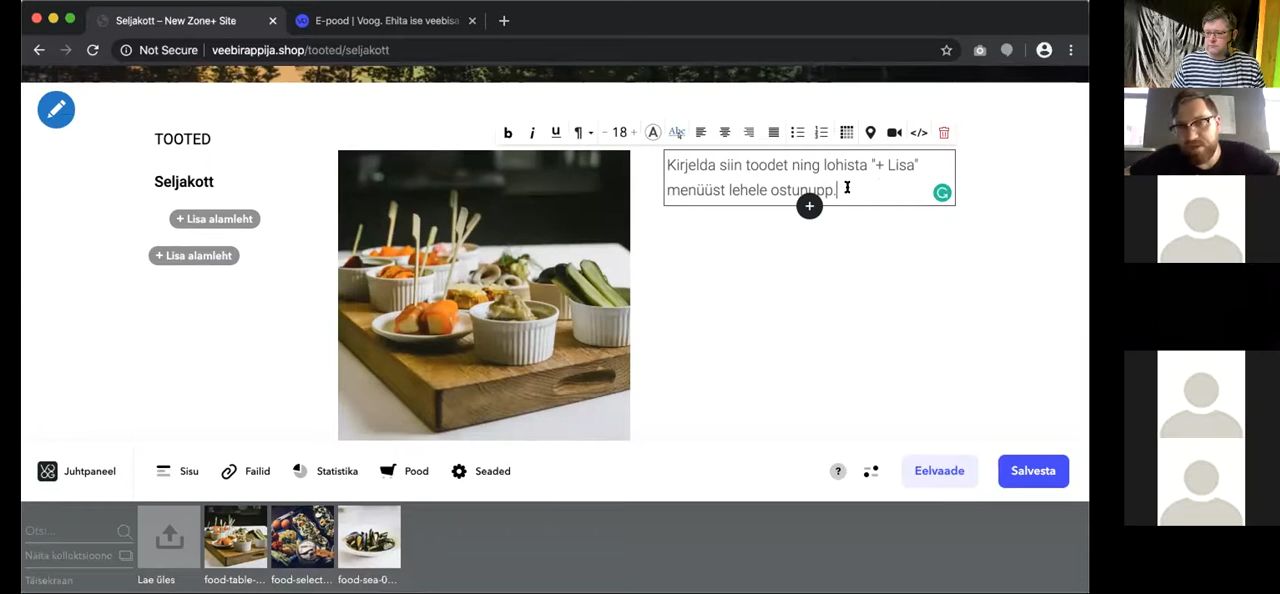 Seljakott – New Zone+ Site
E-pood | Voog. Ehita ise veebisa
Not Secure | veebirappija.shop/tooted/seljakott
TOOTED
b i u ¶ - 18 + A Abc </>
Kirjelda siin toodet ning lohista "+ Lisa"
menüüst lehele ostunupp.
Seljakott
+ Lisa alamleht
+ Lisa alamleht
Juhtpaneel
Sisu
Failid
Statistika
Pood
Seaded
?
Eelvaade
Salvesta
Otsi...
Näita kollektsioone
Täisekraan
Lae üles
food-table-...
food-select...
food-sea-0...